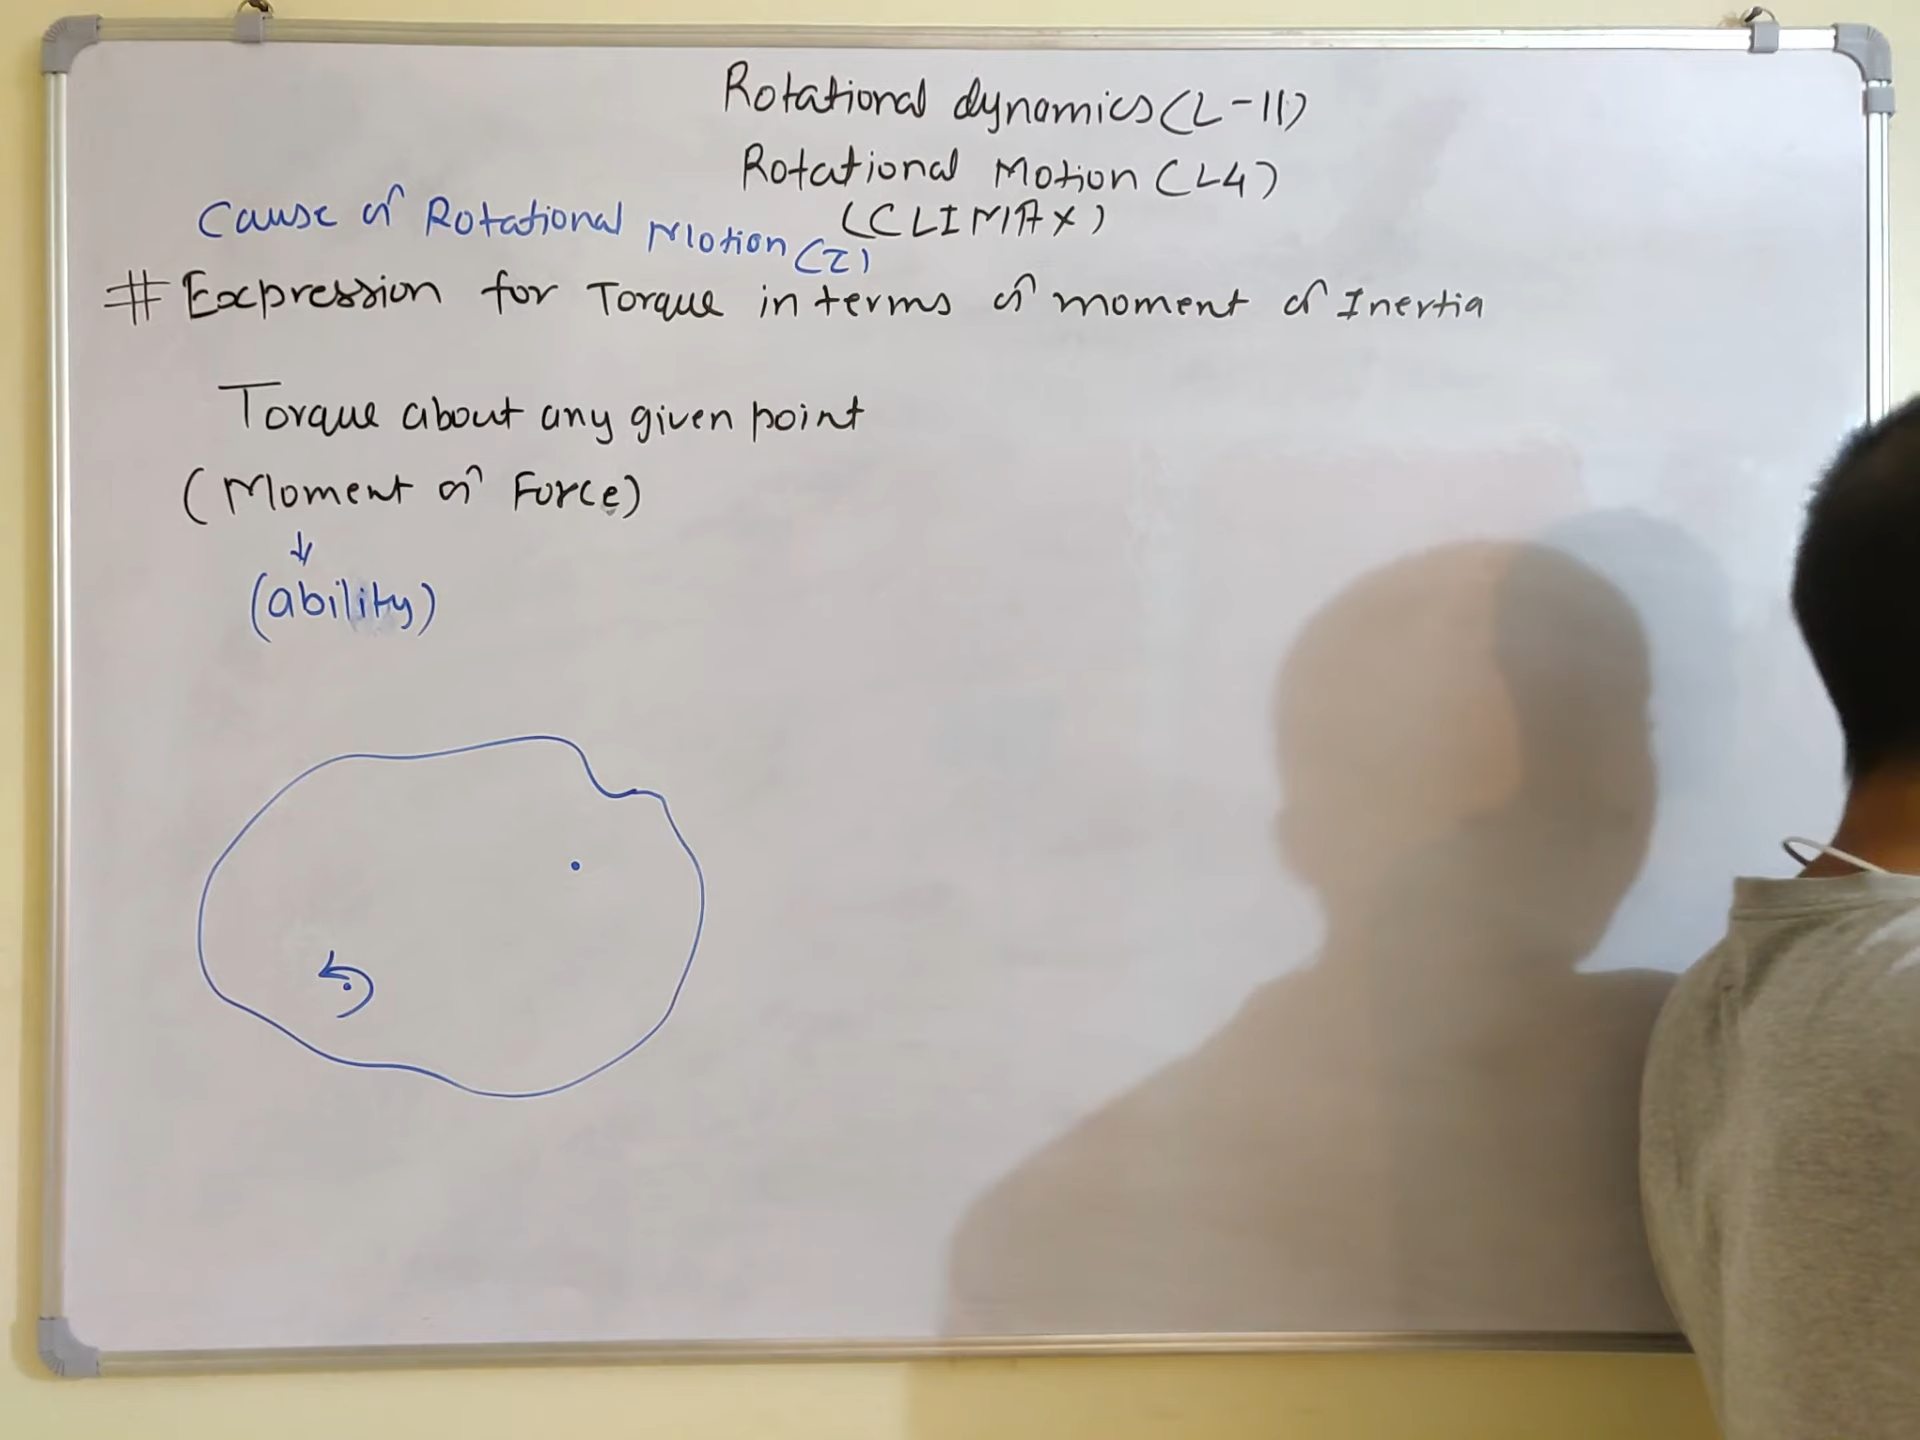 Rotational dynamics (L-11)
Rotational Motion (L4)
(CLIMAX)
Cause of Rotational Motion (τ)
# Expression for Torque in terms of moment of Inertia
Torque about any given point
(Moment of Force)
↓
(ability)